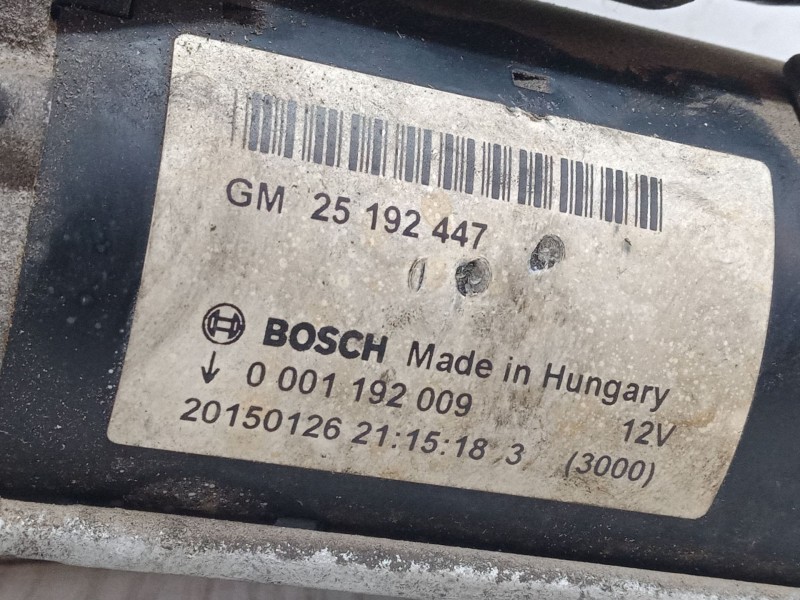 GM 25 192 447
BOSCH Made in Hungary
↓ 0 001 192 009 12V
20150126 21:15:18 3 (3000)